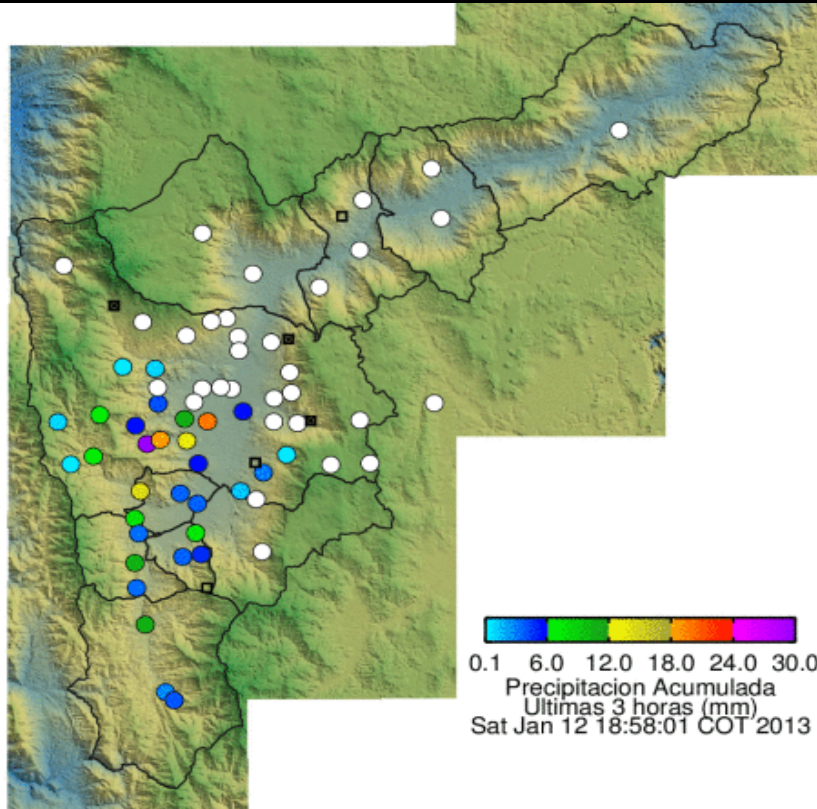 0.1 6.0 12.0 18.0 24.0 30.0
Precipitacion Acumulada
Ultimas 3 horas (mm)
Sat Jan 12 18:58:01 COT 2013